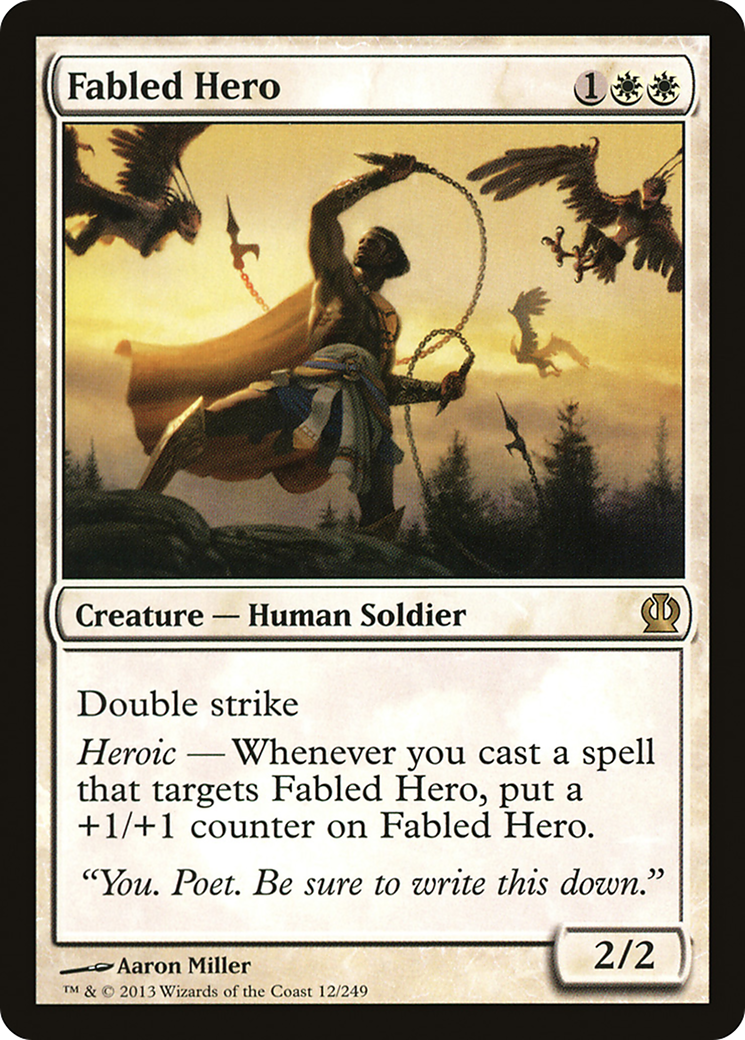 Fabled Hero 1
Creature — Human Soldier
Double strike
Heroic — Whenever you cast a spell
that targets Fabled Hero, put a
+1/+1 counter on Fabled Hero.
“You. Poet. Be sure to write this down.”
2/2
Aaron Miller
™ & © 2013 Wizards of the Coast 12/249